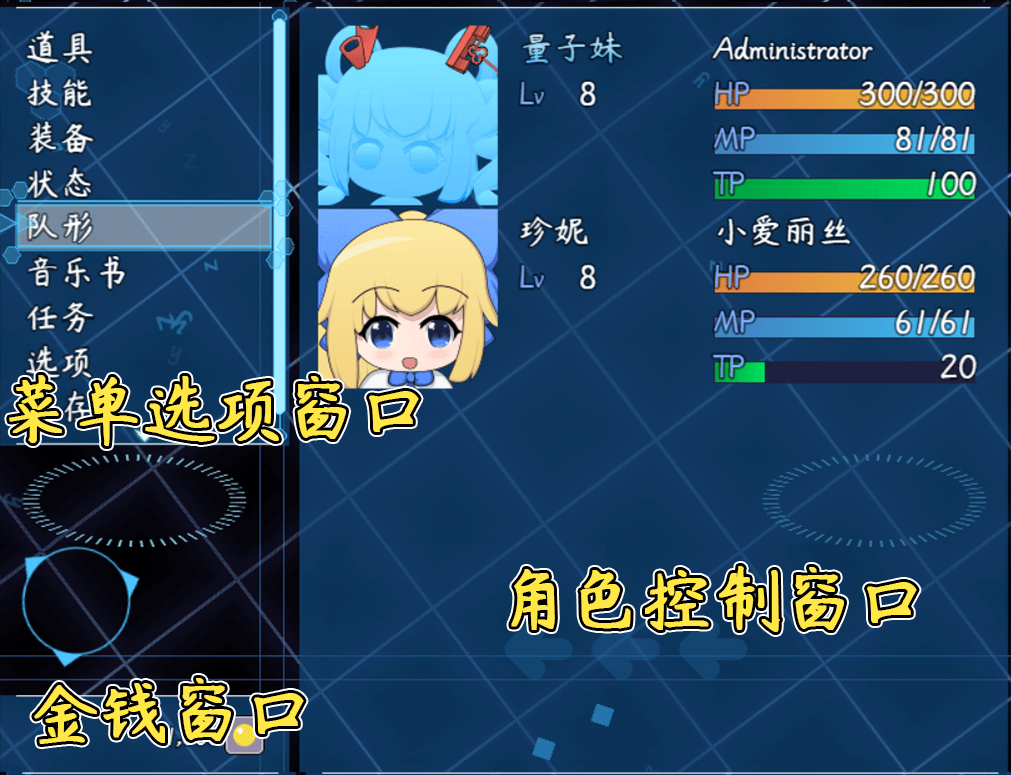 道具
技能
装备
状态
队形
音乐书
任务
选项
存
菜单选项窗口
量子妹
Administrator
Lv 8
HP 300/300
MP 81/81
TP 100
珍妮
小爱丽丝
Lv 8
HP 260/260
MP 61/61
TP 20
角色控制窗口
金钱窗口